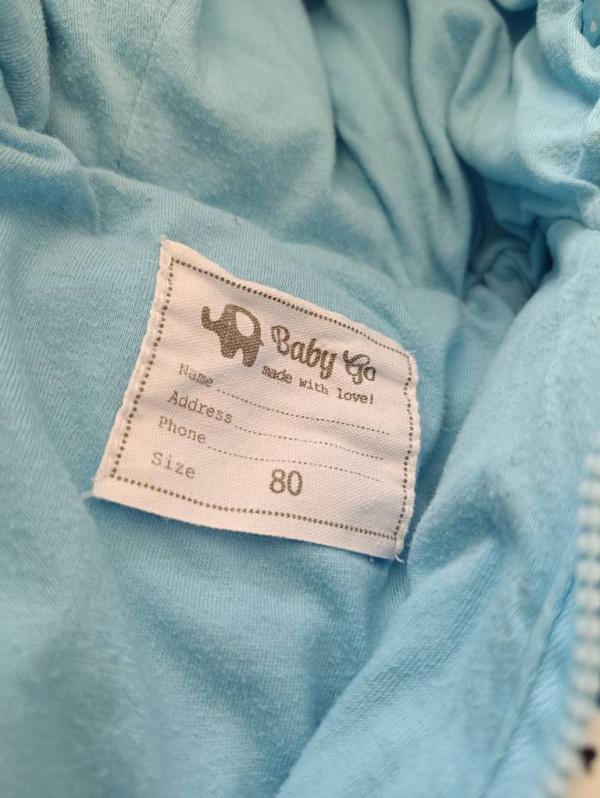 Baby Go
made with love!
Name
Address
Phone
Size 80